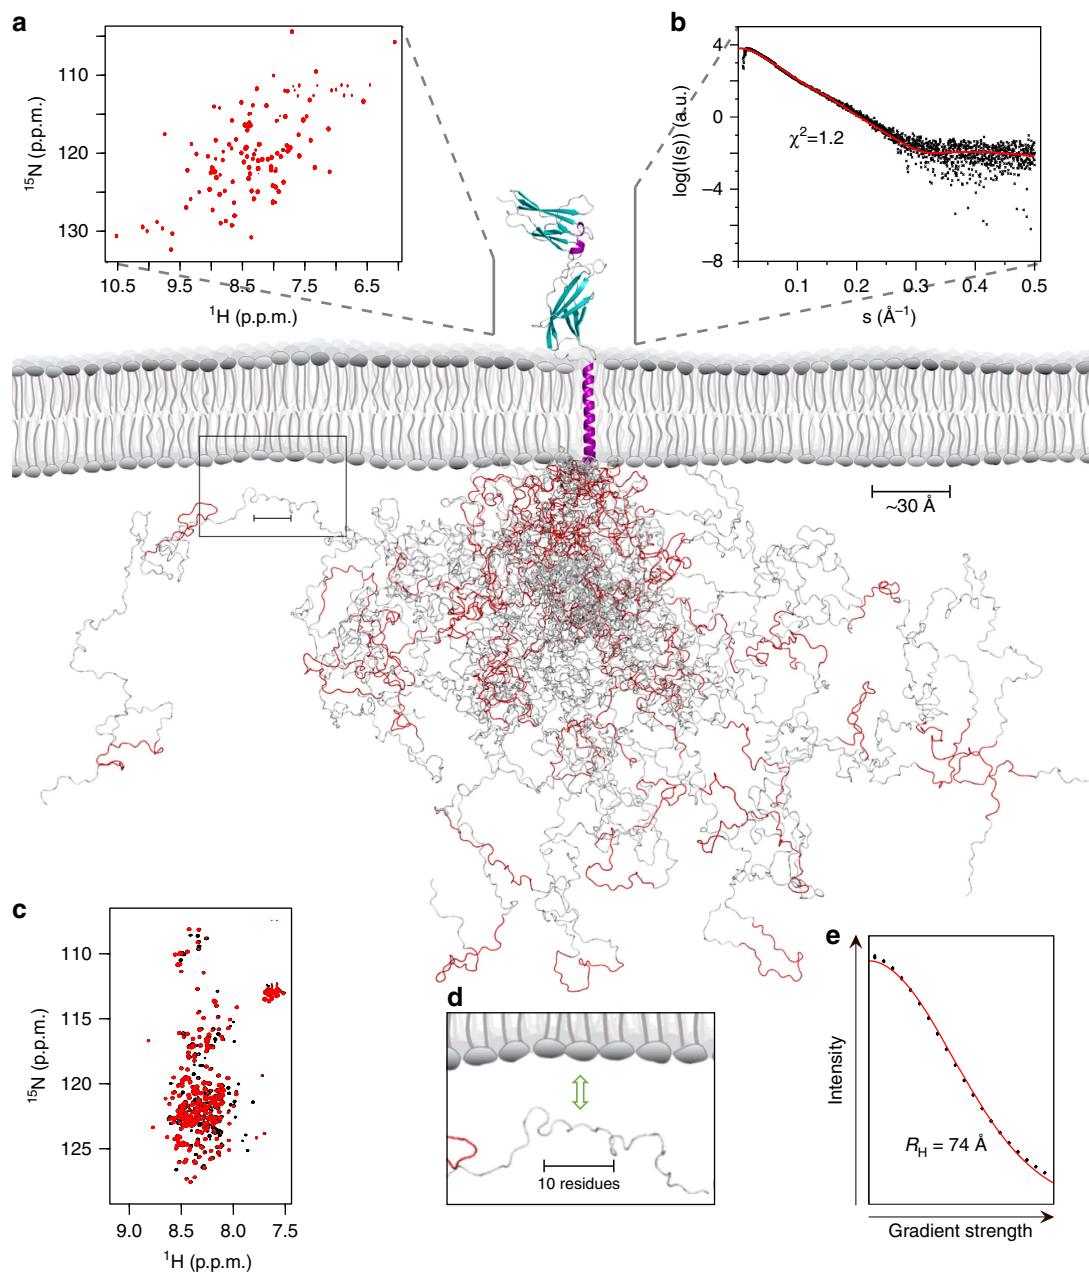 a
110
120
130
¹⁵N (p.p.m.)
10.5 9.5 8.5 7.5 6.5
¹H (p.p.m.)
b
4
0
−4
−8
log(I(s)) (a.u.)
χ²=1.2
0.1 0.2 0.3 0.4 0.5
s (Å⁻¹)
~30 Å
c
110
115
120
125
¹⁵N (p.p.m.)
9.0 8.5 8.0 7.5
¹H (p.p.m.)
d
10 residues
e
Intensity
R_H = 74 Å
Gradient strength